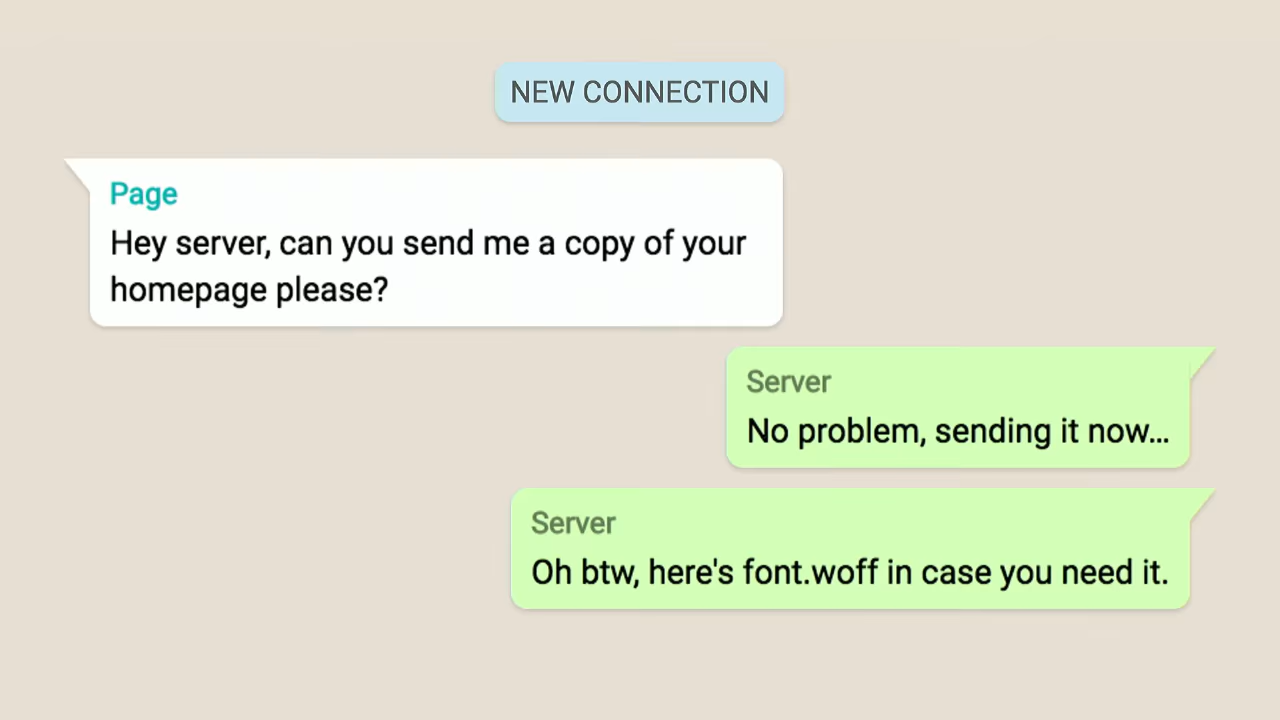 NEW CONNECTION
Page
Hey server, can you send me a copy of your
homepage please?
Server
No problem, sending it now...
Server
Oh btw, here's font.woff in case you need it.